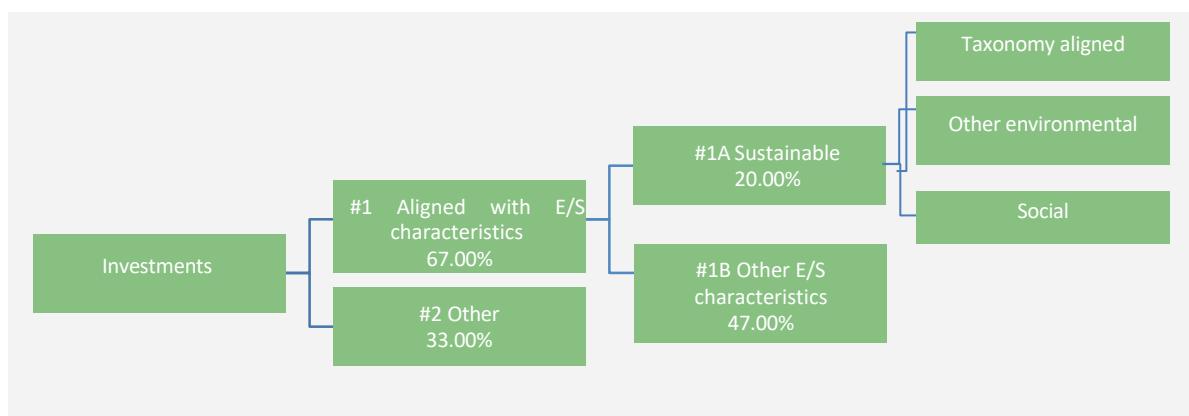 Investments
#1 Aligned with E/S
characteristics
67.00%
#2 Other
33.00%
#1A Sustainable
20.00%
#1B Other E/S
characteristics
47.00%
Taxonomy aligned
Other environmental
Social